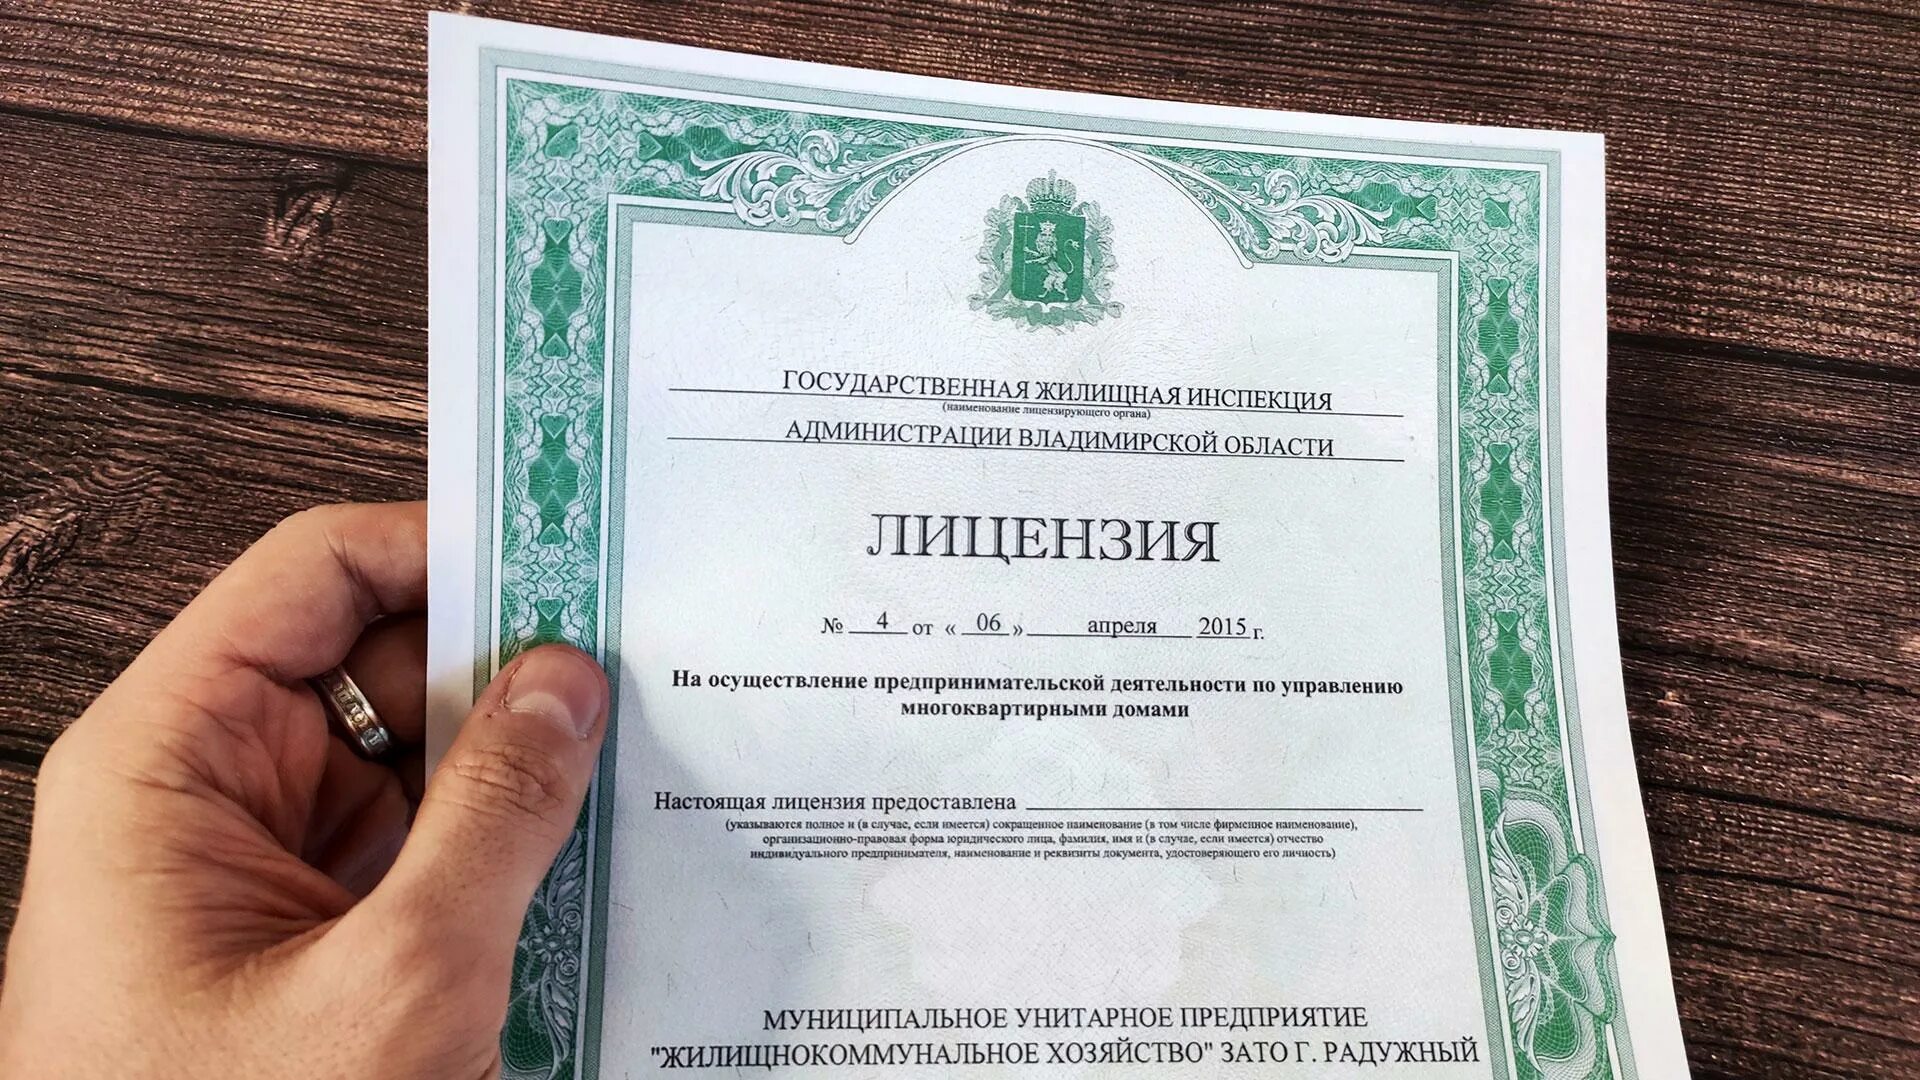 ГОСУДАРСТВЕННАЯ ЖИЛИЩНАЯ ИНСПЕКЦИЯ
(наименование лицензирующего органа)
АДМИНИСТРАЦИИ ВЛАДИМИРСКОЙ ОБЛАСТИ
ЛИЦЕНЗИЯ
№ 4 от « 06 » апреля 2015 г.
На осуществление предпринимательской деятельности по управлению
многоквартирными домами
Настоящая лицензия предоставлена
(указываются полное и (в случае, если имеется) сокращенное наименование (в том числе фирменное наименование),
организационно-правовая форма юридического лица, фамилия, имя и (в случае, если имеется) отчество
индивидуального предпринимателя, наименование и реквизиты документа, удостоверяющего его личность)
МУНИЦИПАЛЬНОЕ УНИТАРНОЕ ПРЕДПРИЯТИЕ
"ЖИЛИЩНОКОММУНАЛЬНОЕ ХОЗЯЙСТВО" ЗАТО Г. РАДУЖНЫЙ